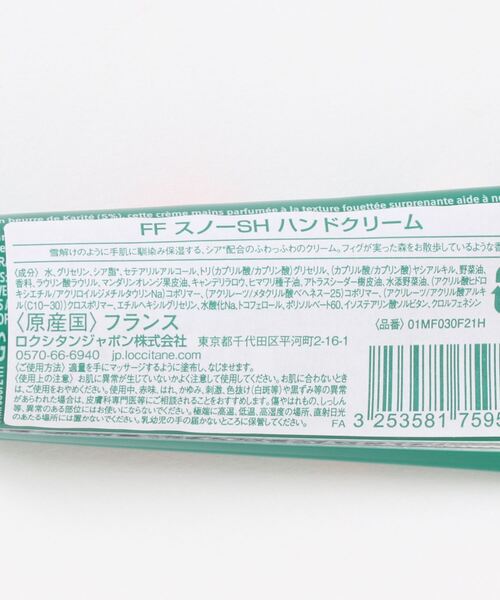 en beurre de Karité (5%), cette crème mains parfumée à la texture fouettée surprenante aide à no
FF スノーSH ハンドクリーム
雪解けのように手肌に馴染み保湿する、シア*配合のふわっふわのクリーム。フィグが実った森をお散歩しているような香
〈成分〉水、グリセリン、シア脂*、セテアリルアルコール、トリ(カプリル酸/カプリン酸)グリセリル、(カプリル酸/カプリン酸)ヤシアルキル、野菜油、
香料、ラウリン酸ラウリル、マンダリンオレンジ果皮油、キャンデリラロウ、ヒマワリ種子油、アトラスシーダー樹皮油、水添野菜油、(アクリル酸ヒドロ
キシエチル/アクリロイルジメチルタウリンNa)コポリマー、(アクリレーツ/メタクリル酸ベヘネス-25)コポリマー、(アクリレーツ/アクリル酸アルキ
ル(C10-30))クロスポリマー、エチルヘキシルグリセリン、水酸化Na、トコフェロール、ポリソルベート60、イソステアリン酸ソルビタン、クロルフェネシン
〈原産国〉フランス
〈品番〉01MF030F21H
ロクシタンジャポン株式会社 東京都千代田区平河町2-16-1
0570-66-6940 jp.loccitane.com
〈ご使用方法〉適量を手にマッサージするように塗布し、なじませます。
〈使用上の注意〉お肌に異常が生じていないかよく注意して使用してください。お肌に合わないとき
は、ご使用をおやめください。使用中、赤味、はれ、かゆみ、刺激、色抜け(白斑等)や黒ずみ等の異常
があらわれた場合は、皮膚科専門医等にご相談されることをおすすめします。傷やはれもの、しっしん
等、異常のある部位にはお使いにならないでください。極端に高温、低温、高湿度の場所、直射日光
のあたる場所には置かないでください。乳幼児の手の届かないところに保管してください。
FA
3 253581 7595